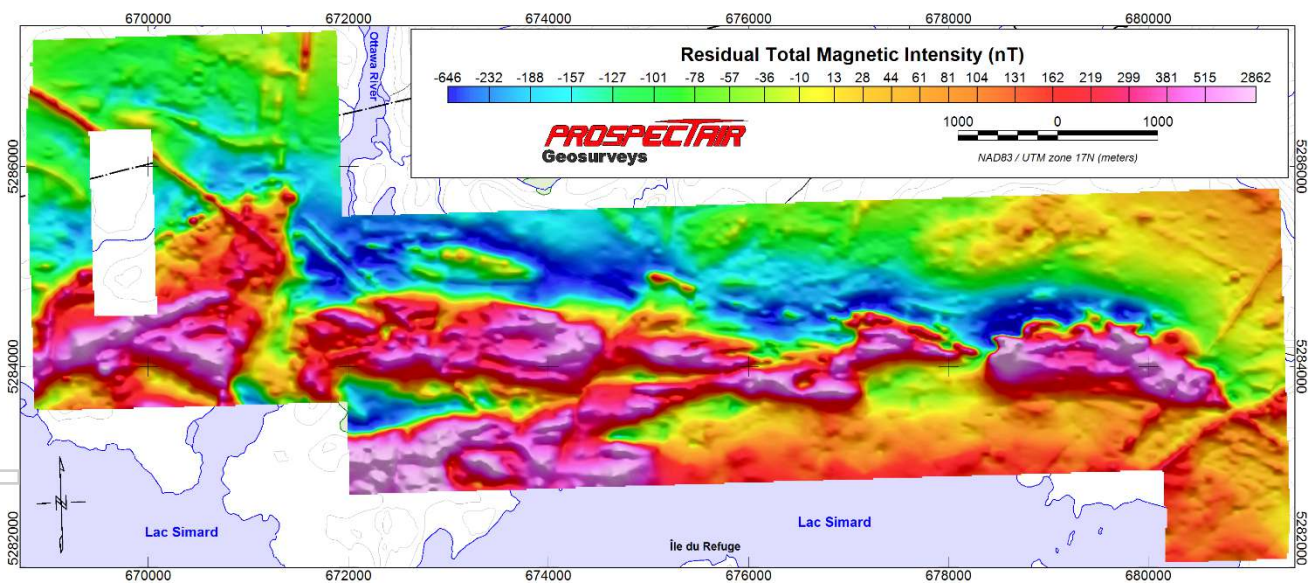 670000 672000 674000 676000 678000 680000
Residual Total Magnetic Intensity (nT)
-646 -232 -188 -157 -127 -101 -78 -57 -36 -10 13 28 44 61 81 104 131 162 219 299 381 515 2862
Ottawa River
PROSPECTAIR
Geosurveys
1000 0 1000
NAD83 / UTM zone 17N (meters)
5286000 5286000
5284000 5284000
5282000 5282000
N
Lac Simard
Lac Simard
Île du Refuge
670000 672000 674000 676000 678000 680000